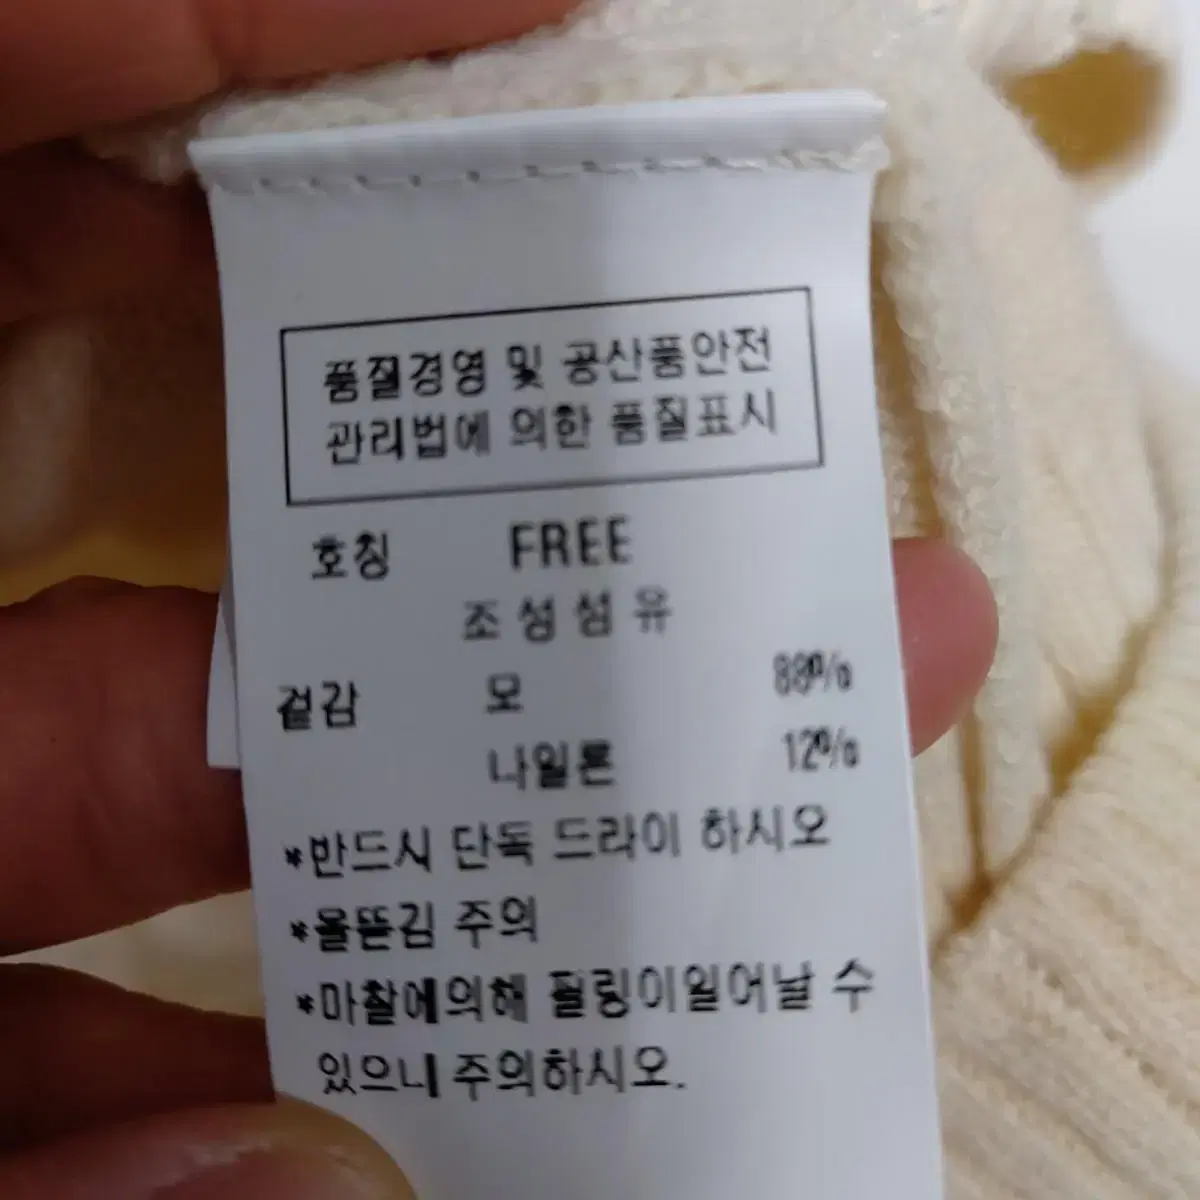 품질경영 및 공산품안전
관리법에 의한 품질표시
호칭 FREE
조성섬유
겉감 모 88%
나일론 12%
*반드시 단독 드라이 하시오
*올뜯김 주의
*마찰에의해 필링이일어날 수
있으니 주의하시오.